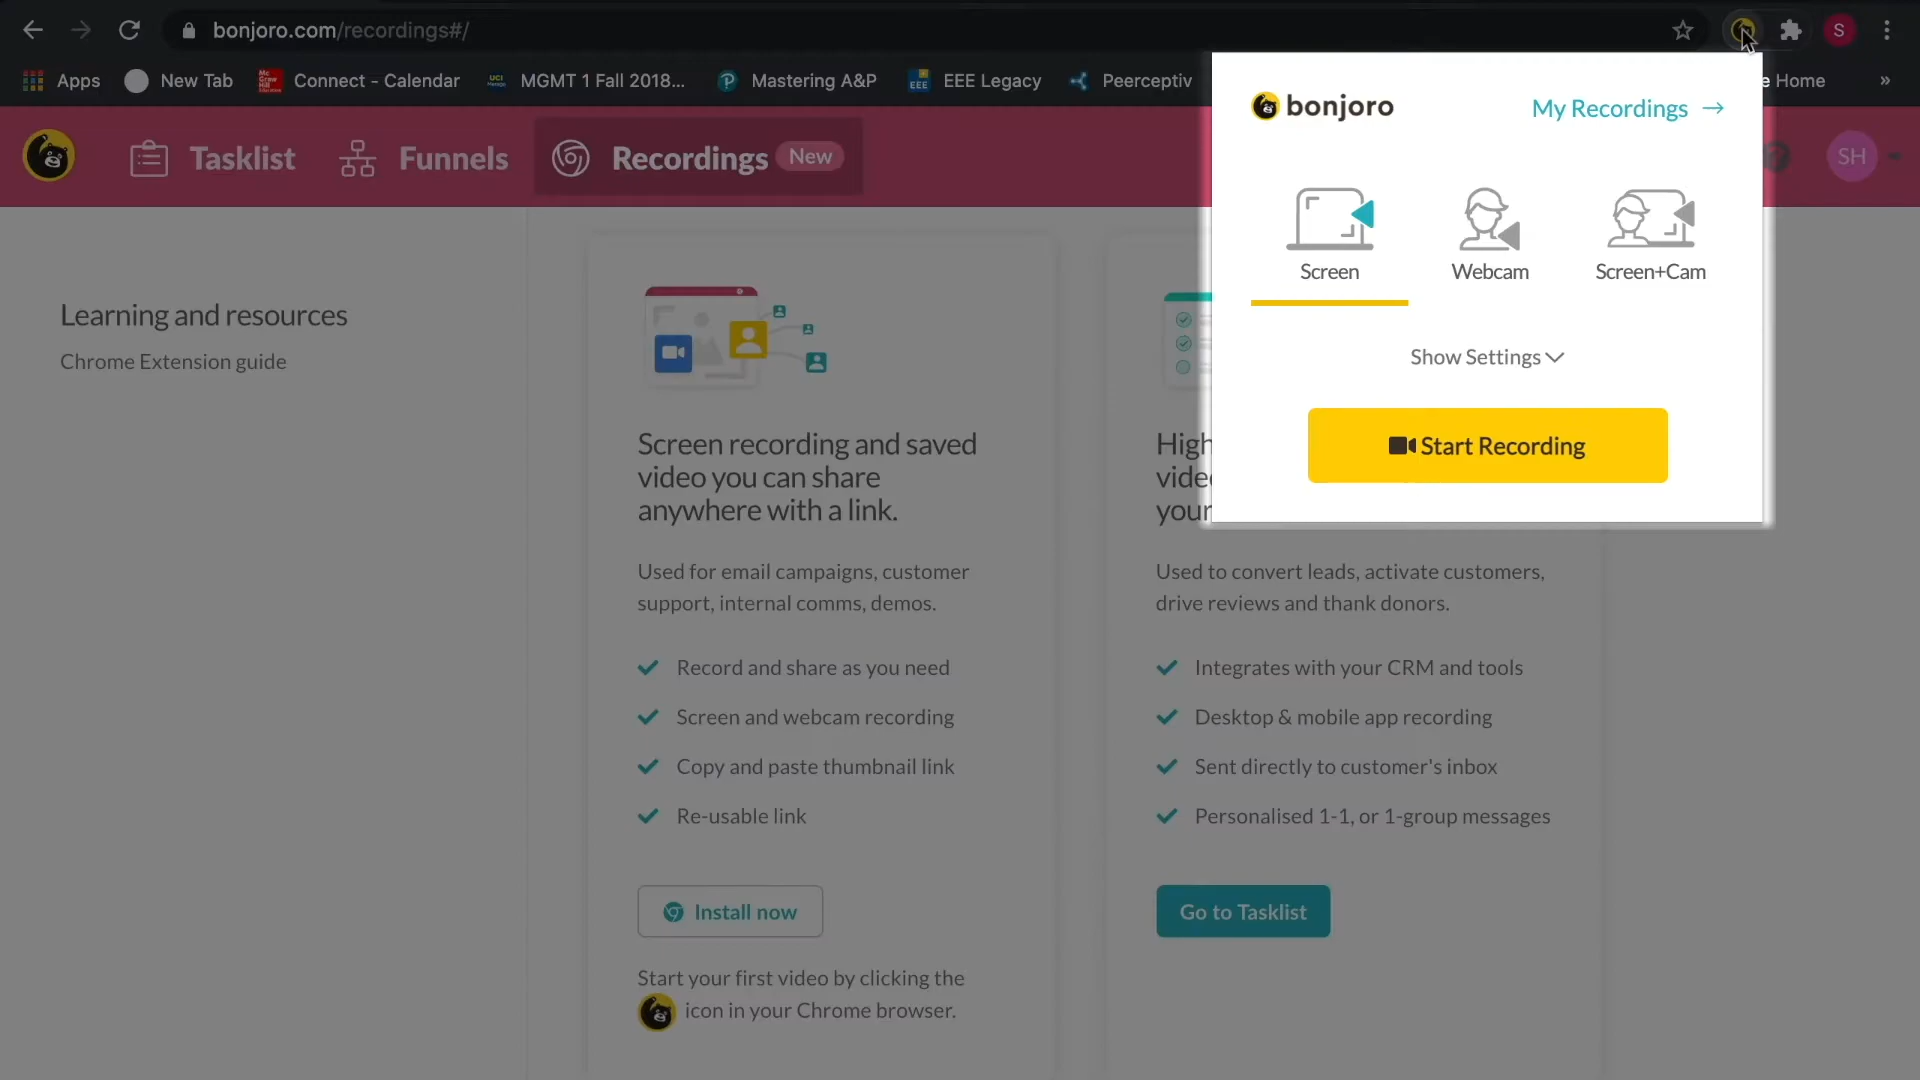 bonjoro.com/recordings#/
S
Apps
New Tab
Connect - Calendar
MGMT 1 Fall 2018...
Mastering A&P
EEE Legacy
Peerceptiv
e Home
»
Tasklist
Funnels
Recordings
New
SH
bonjoro
My Recordings →
Screen
Webcam
Screen+Cam
Show Settings
Start Recording
Learning and resources
Chrome Extension guide
Screen recording and saved
video you can share
anywhere with a link.
Used for email campaigns, customer
support, internal comms, demos.
Record and share as you need
Screen and webcam recording
Copy and paste thumbnail link
Re-usable link
Install now
Start your first video by clicking the
icon in your Chrome browser.
High
vide
your
Used to convert leads, activate customers,
drive reviews and thank donors.
Integrates with your CRM and tools
Desktop & mobile app recording
Sent directly to customer's inbox
Personalised 1-1, or 1-group messages
Go to Tasklist